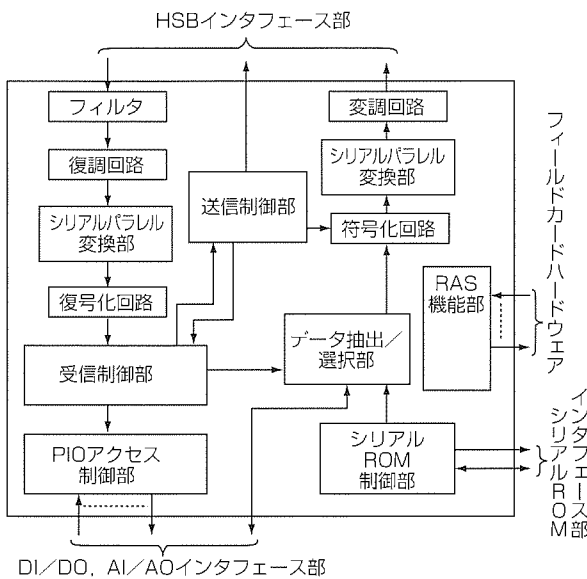 HSBインタフェース部
フィルタ
復調回路
シリアルパラレル
変換部
復号化回路
受信制御部
PIOアクセス
制御部
送信制御部
変調回路
シリアルパラレル
変換部
符号化回路
データ抽出/
選択部
シリアル
ROM
制御部
RAS
機能部
フィールドカードハードウェア
シリアルROM
インタフェース部
DI/DO, AI/AOインタフェース部